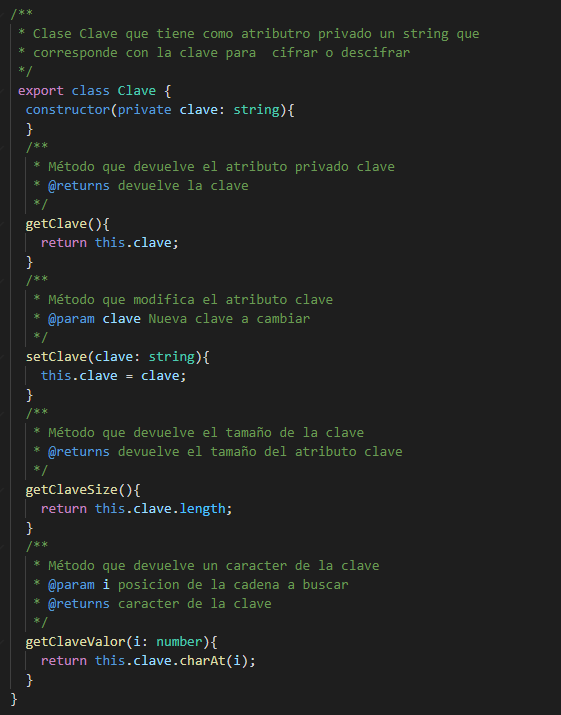 /**
 * Clase Clave que tiene como atributro privado un string que
 * corresponde con la clave para  cifrar o descifrar
 */
 export class Clave {
  constructor(private clave: string){
  }
  /**
   * Método que devuelve el atributo privado clave
   * @returns devuelve la clave
   */
  getClave(){
    return this.clave;
  }
  /**
   * Método que modifica el atributo clave
   * @param clave Nueva clave a cambiar
   */
  setClave(clave: string){
    this.clave = clave;
  }
  /**
   * Método que devuelve el tamaño de la clave
   * @returns devuelve el tamaño del atributo clave
   */
  getClaveSize(){
    return this.clave.length;
  }
  /**
   * Método que devuelve un caracter de la clave
   * @param i posicion de la cadena a buscar
   * @returns caracter de la clave
   */
  getClaveValor(i: number){
    return this.clave.charAt(i);
  }
}